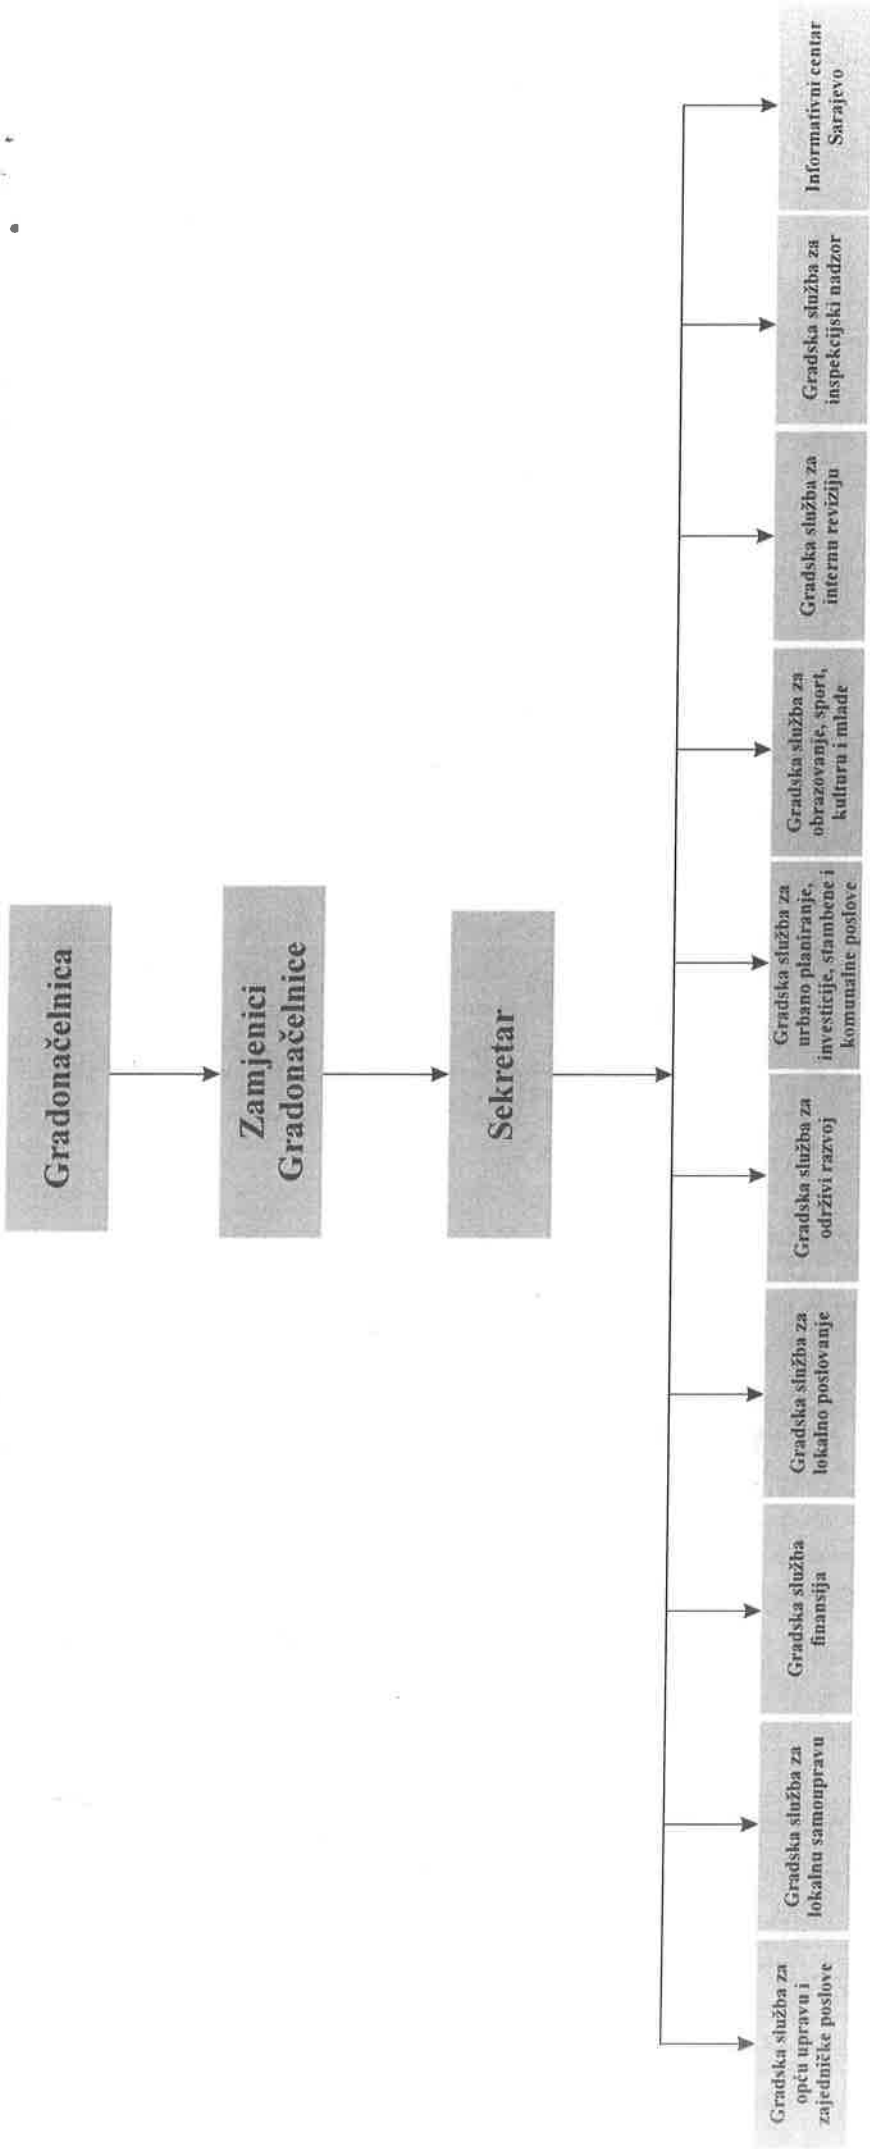 Gradonačelnica
Zamjenici
Gradonačelnice
Sekretar
Gradska služba za
opću upravu i
zajedničke poslove
Gradska služba za
lokalnu samoupravu
Gradska služba
finansija
Gradska služba za
lokalno poslovanje
Gradska služba za
održivi razvoj
Gradska služba za
urbano planiranje,
investicije, stambene i
komunalne poslove
Gradska služba za
obrazovanje, sport,
kulturu i mlade
Gradska služba za
internu reviziju
Gradska služba za
inspekcijski nadzor
Informativni centar
Sarajevo